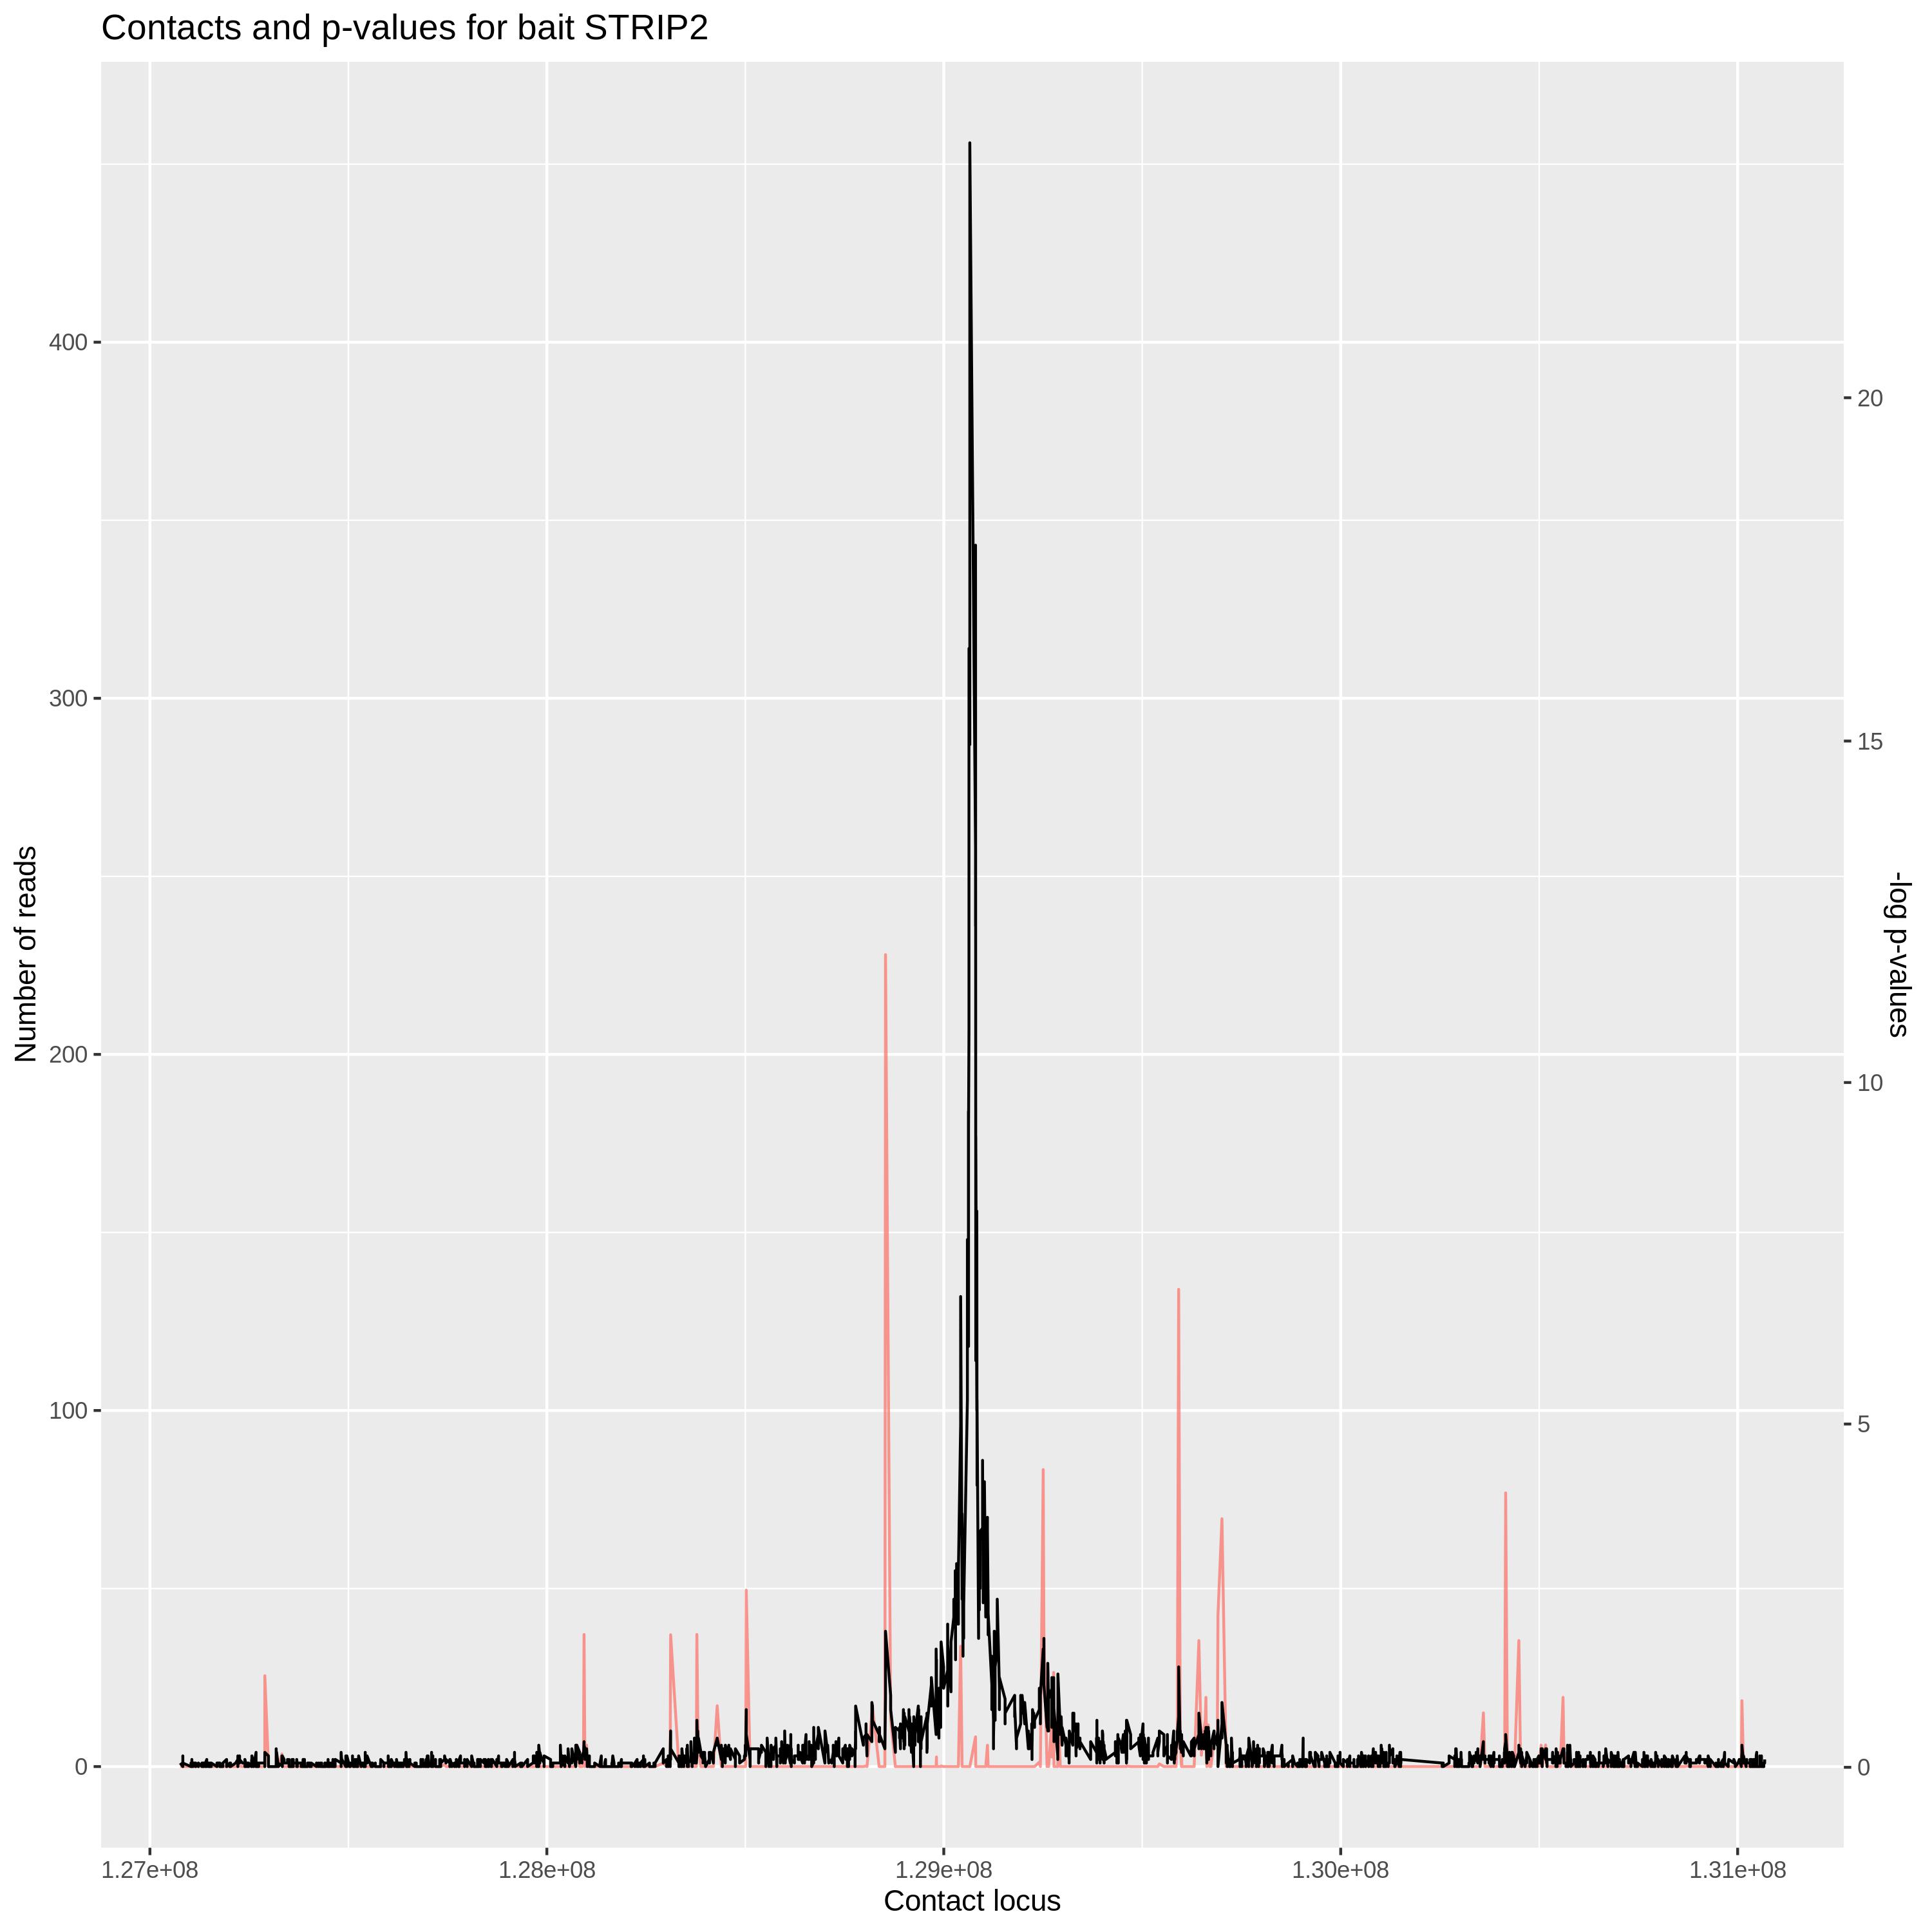 Contacts and p-values for bait STRIP2
400
300
200
100
0
Number of reads
20
15
10
5
0
-log p-values
1.27e+08 1.28e+08 1.29e+08 1.30e+08 1.31e+08
Contact locus